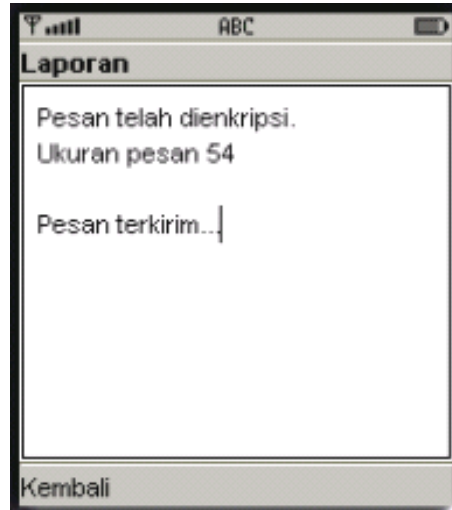 ABC
Laporan
Pesan telah dienkripsi.
Ukuran pesan 54
Pesan terkirim...
Kembali